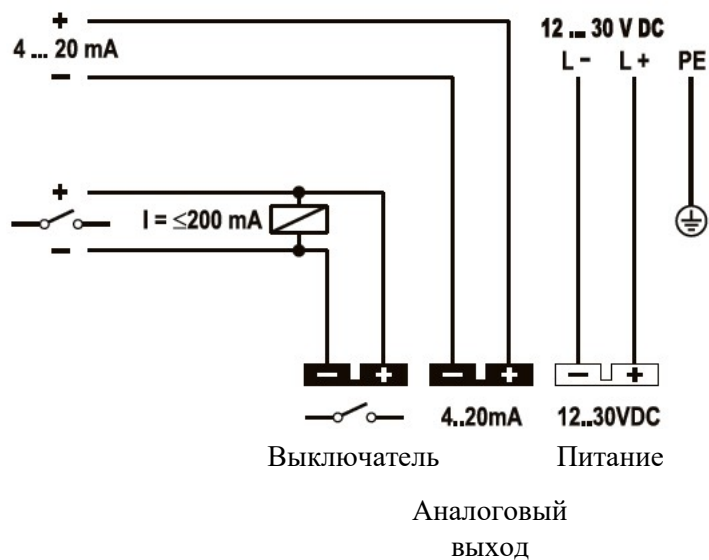 +
4 ... 20 mA
−
12 ... 30 V DC
L − L + PE
+
I = ≤200 mA
−
− + − + − +
4..20mA 12..30VDC
Выключатель Питание
Аналоговый
выход